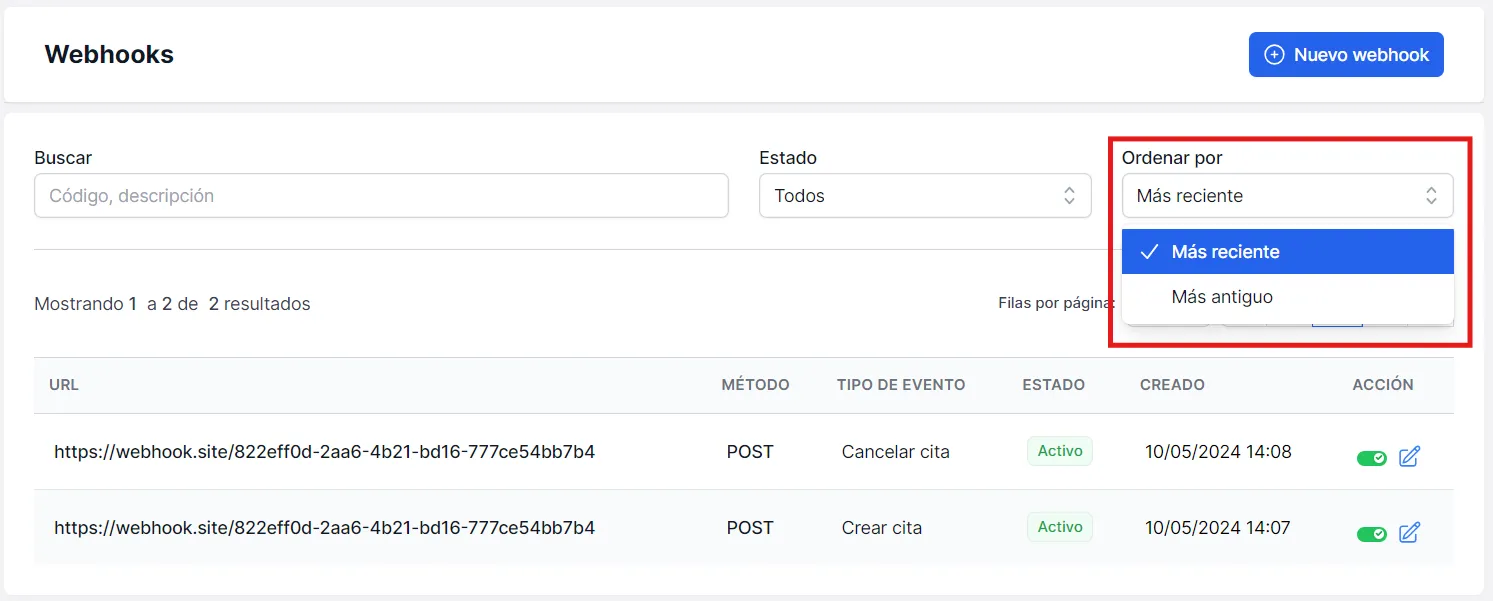 Webhooks
Nuevo webhook
Buscar
Estado
Ordenar por
Código, descripción
Todos
Más reciente
Más reciente
Más antiguo
Mostrando 1 a 2 de 2 resultados
Filas por página:
URL MÉTODO TIPO DE EVENTO ESTADO CREADO ACCIÓN
https://webhook.site/822eff0d-2aa6-4b21-bd16-777ce54bb7b4 POST Cancelar cita Activo 10/05/2024 14:08
https://webhook.site/822eff0d-2aa6-4b21-bd16-777ce54bb7b4 POST Crear cita Activo 10/05/2024 14:07